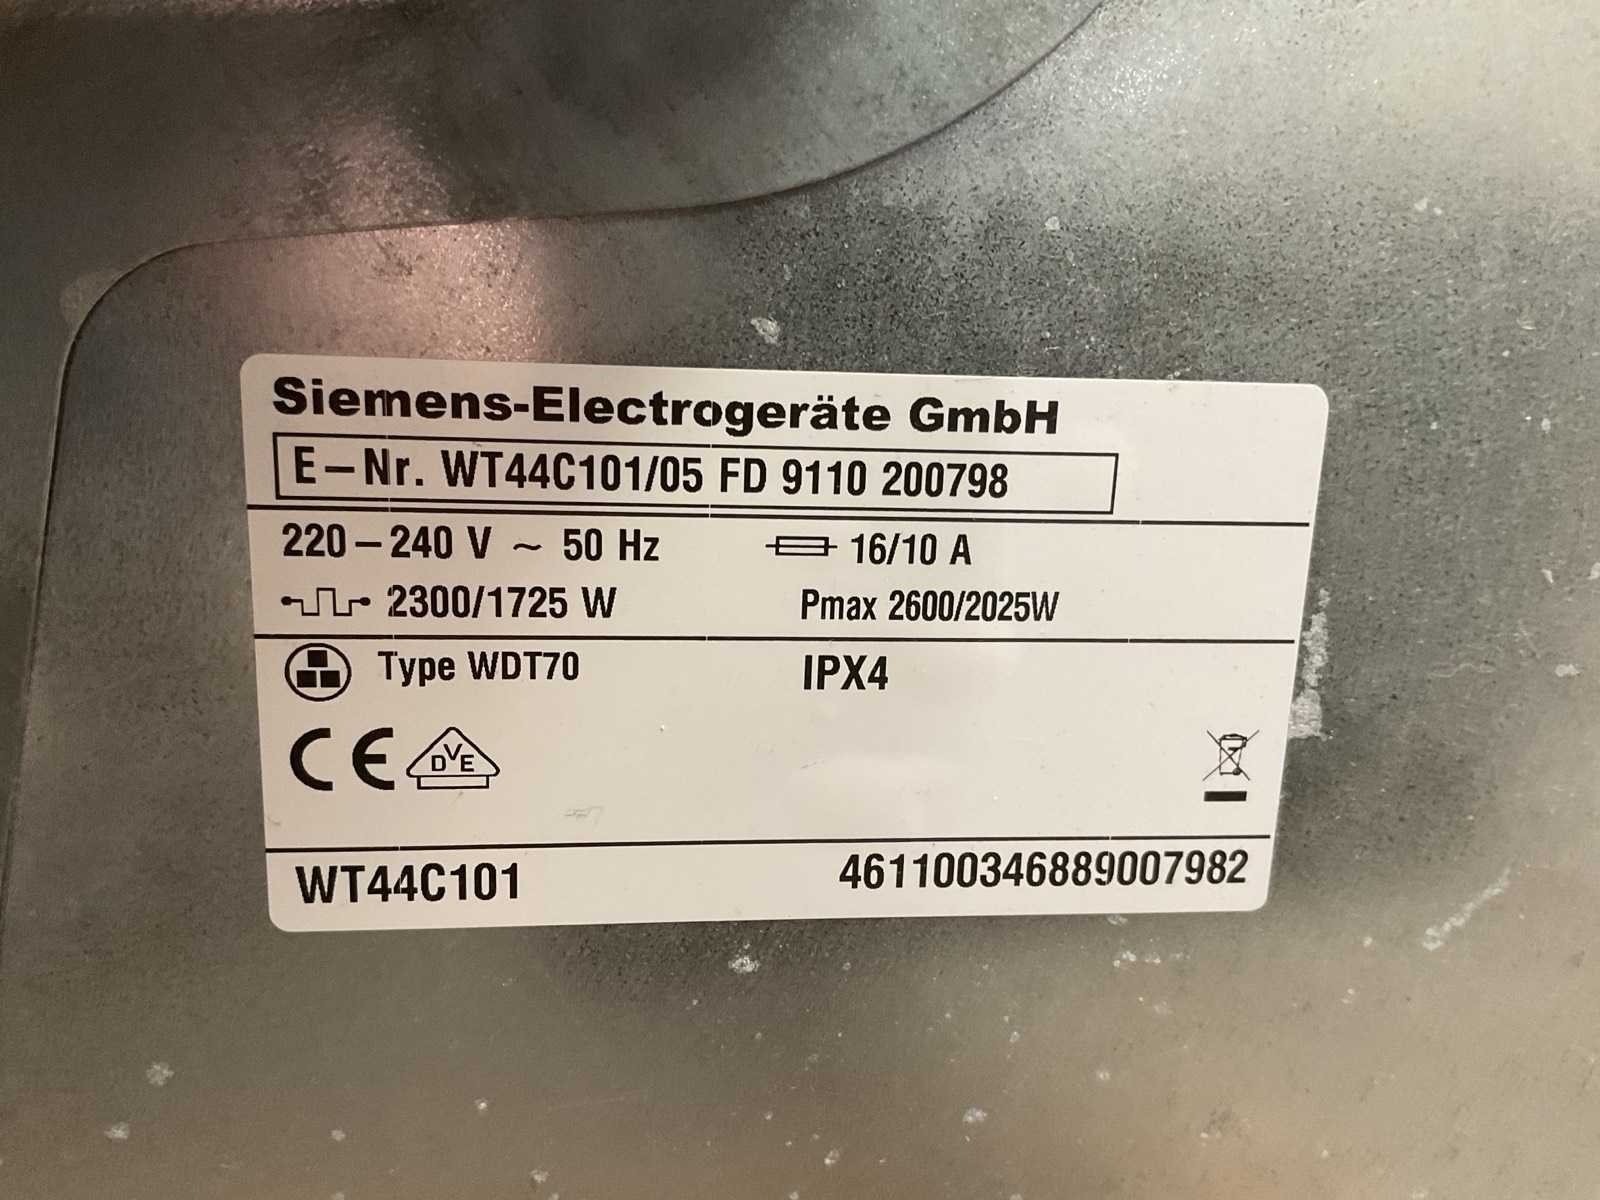 Siemens-Electrogeräte GmbH
E-Nr. WT44C101/05 FD 9110 200798
220-240 V ~ 50 Hz 16/10 A
2300/1725 W Pmax 2600/2025W
Type WDT70 IPX4
CE DVE
WT44C101 461100346889007982